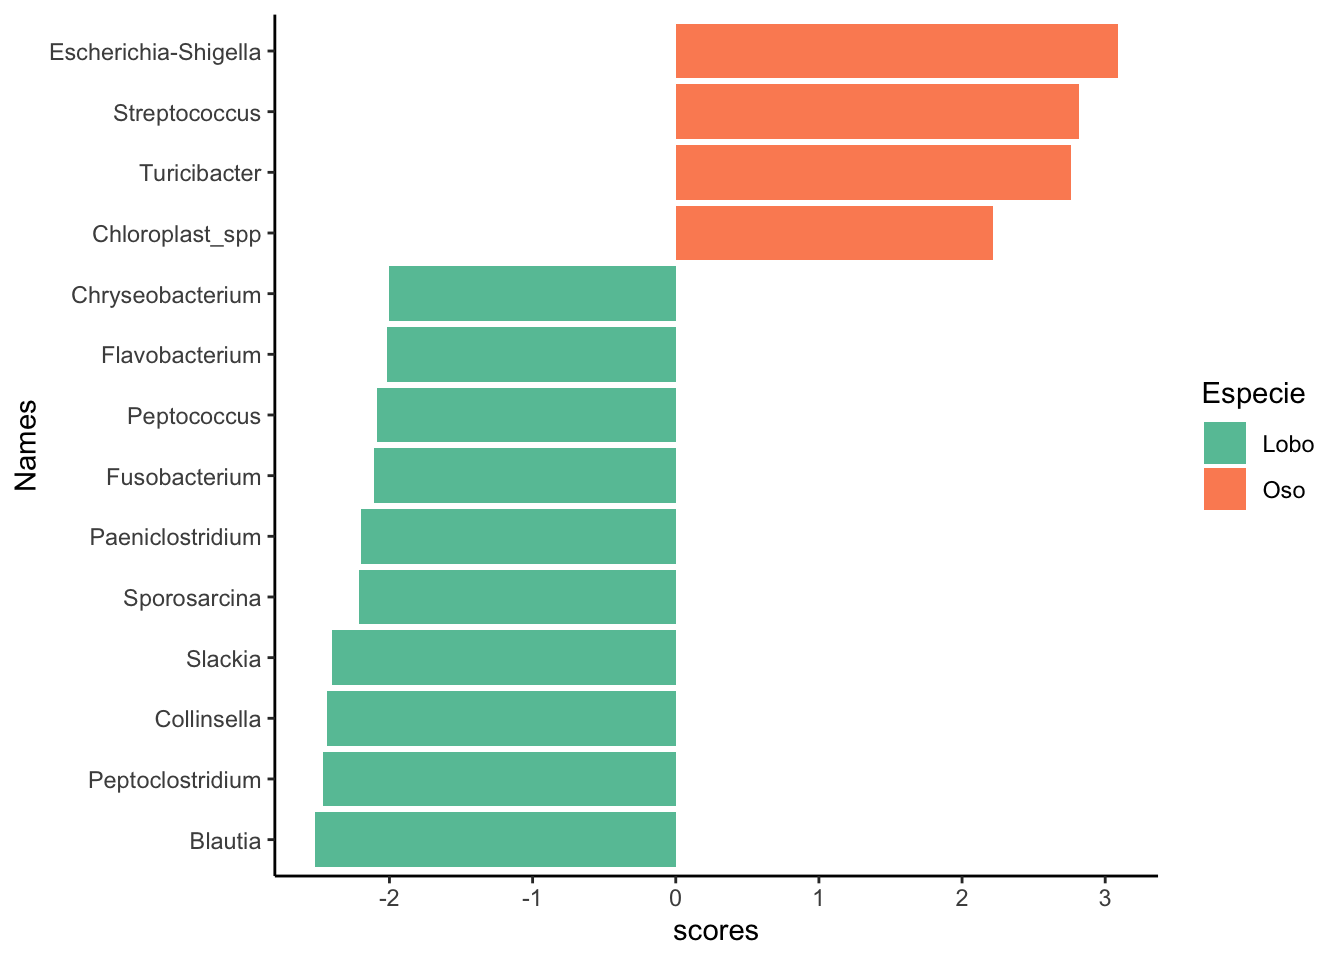 Escherichia-Shigella
Streptococcus
Turicibacter
Chloroplast_spp
Chryseobacterium
Flavobacterium
Peptococcus
Fusobacterium
Paeniclostridium
Sporosarcina
Slackia
Collinsella
Peptoclostridium
Blautia
Names
-2 -1 0 1 2 3
scores
Especie
Lobo
Oso